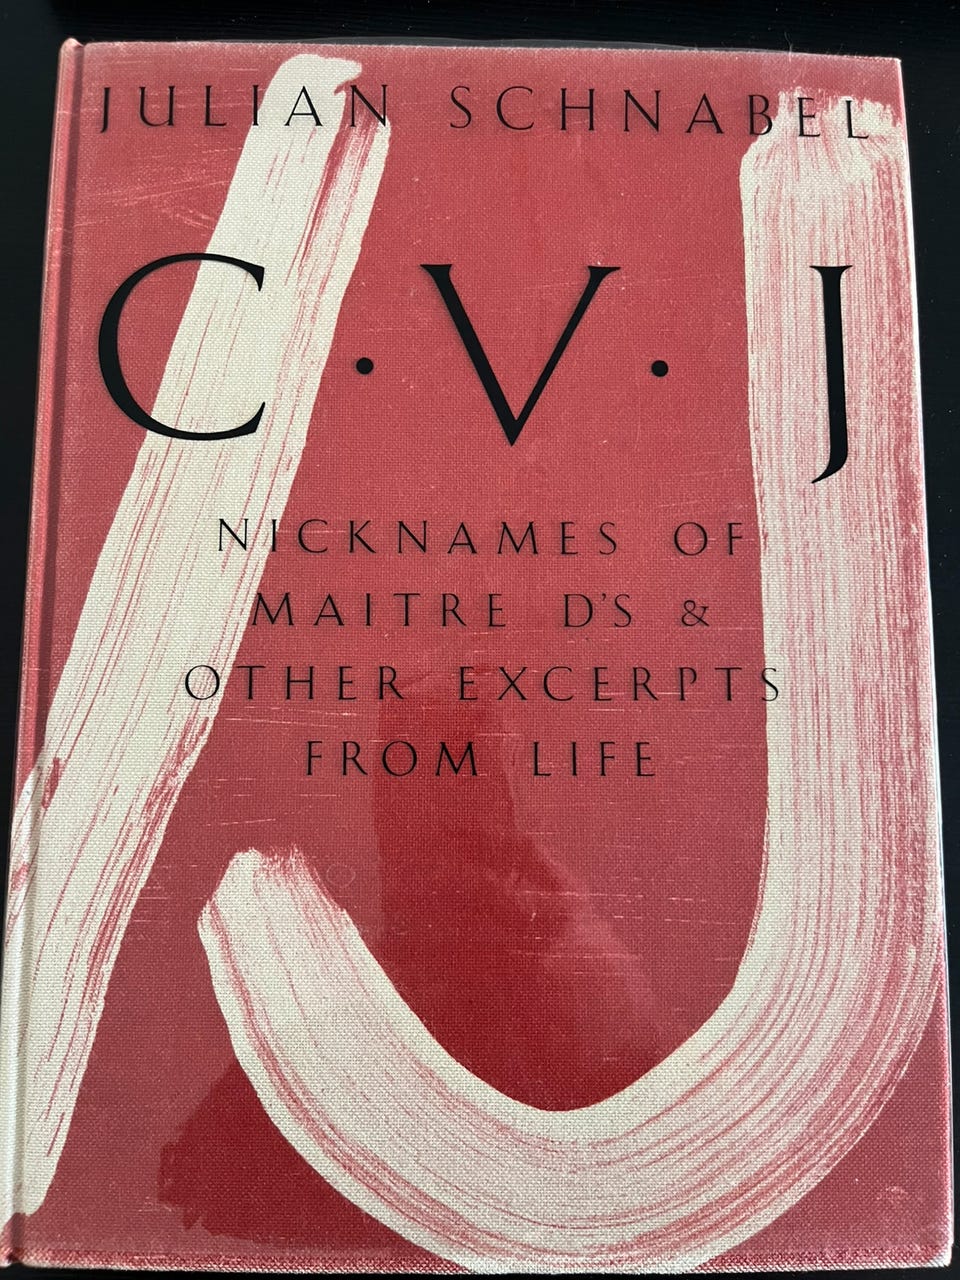 JULIAN SCHNABEL
C·V·J
NICKNAMES OF
MAITRE D'S &
OTHER EXCERPTS
FROM LIFE